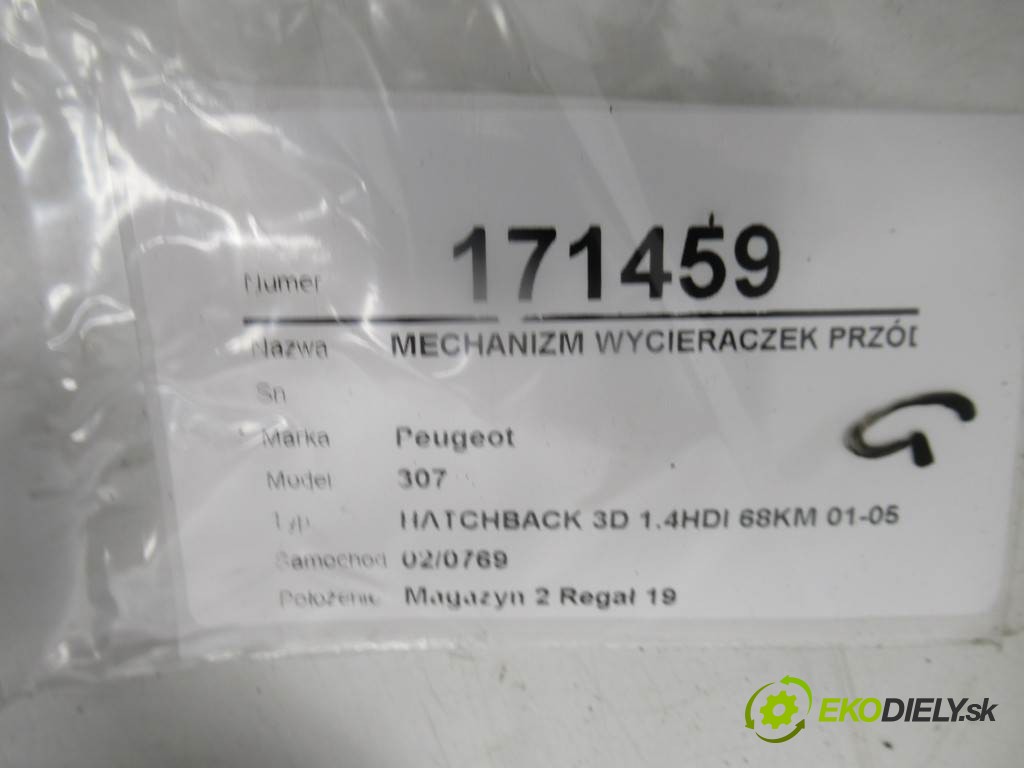 Numer 171459
Nazwa MECHANIZM WYCIERACZEK PRZÓD
Sn
Marka Peugeot
Model 307
Typ HATCHBACK 3D 1.4HDI 68KM 01-05
Samochod 02/0769
Położenie Magazyn 2 Regał 19
G
EKODIELY.sk